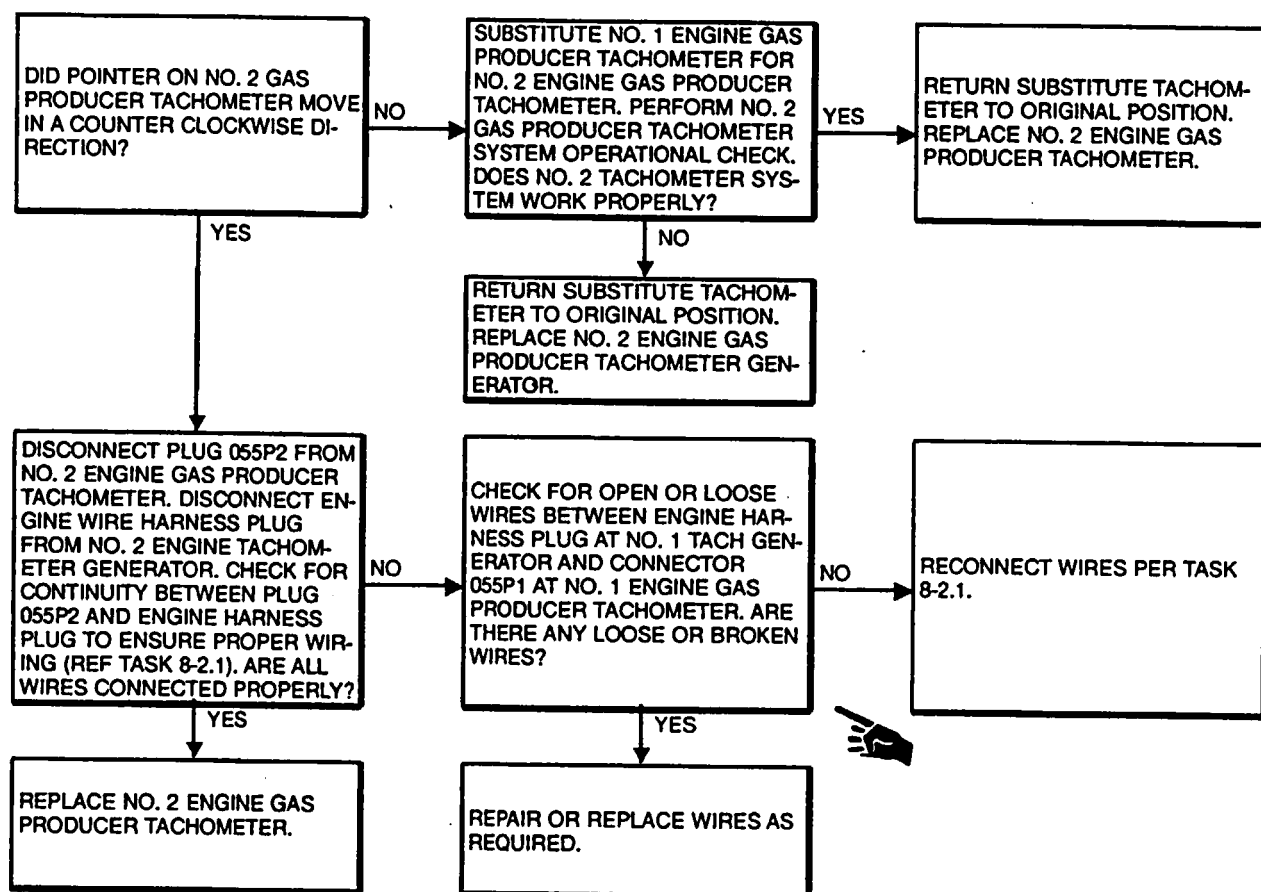 DID POINTER ON NO. 2 GAS
PRODUCER TACHOMETER MOVE
IN A COUNTER CLOCKWISE DI-
RECTION?
NO
SUBSTITUTE NO. 1 ENGINE GAS
PRODUCER TACHOMETER FOR
NO. 2 ENGINE GAS PRODUCER
TACHOMETER. PERFORM NO. 2
GAS PRODUCER TACHOMETER
SYSTEM OPERATIONAL CHECK.
DOES NO. 2 TACHOMETER SYS-
TEM WORK PROPERLY?
YES
RETURN SUBSTITUTE TACHOM-
ETER TO ORIGINAL POSITION.
REPLACE NO. 2 ENGINE GAS
PRODUCER TACHOMETER.
YES
NO
RETURN SUBSTITUTE TACHOM-
ETER TO ORIGINAL POSITION.
REPLACE NO. 2 ENGINE GAS
PRODUCER TACHOMETER GEN-
ERATOR.
DISCONNECT PLUG 055P2 FROM
NO. 2 ENGINE GAS PRODUCER
TACHOMETER. DISCONNECT EN-
GINE WIRE HARNESS PLUG
FROM NO. 2 ENGINE TACHOM-
ETER GENERATOR. CHECK FOR
CONTINUITY BETWEEN PLUG
055P2 AND ENGINE HARNESS
PLUG TO ENSURE PROPER WIR-
ING (REF TASK 8-2.1). ARE ALL
WIRES CONNECTED PROPERLY?
NO
CHECK FOR OPEN OR LOOSE
WIRES BETWEEN ENGINE HAR-
NESS PLUG AT NO. 1 TACH GEN-
ERATOR AND CONNECTOR
055P1 AT NO. 1 ENGINE GAS
PRODUCER TACHOMETER. ARE
THERE ANY LOOSE OR BROKEN
WIRES?
NO
RECONNECT WIRES PER TASK
8-2.1.
YES
YES
REPLACE NO. 2 ENGINE GAS
PRODUCER TACHOMETER.
REPAIR OR REPLACE WIRES AS
REQUIRED.